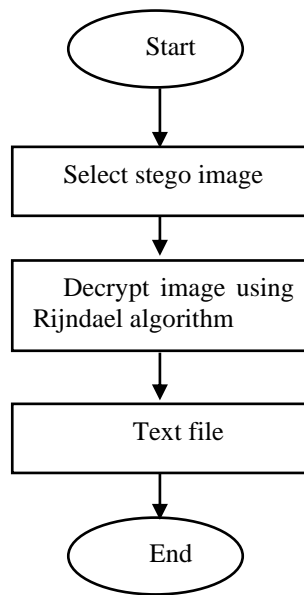 Start
Select stego image
Decrypt image using
Rijndael algorithm
Text file
End